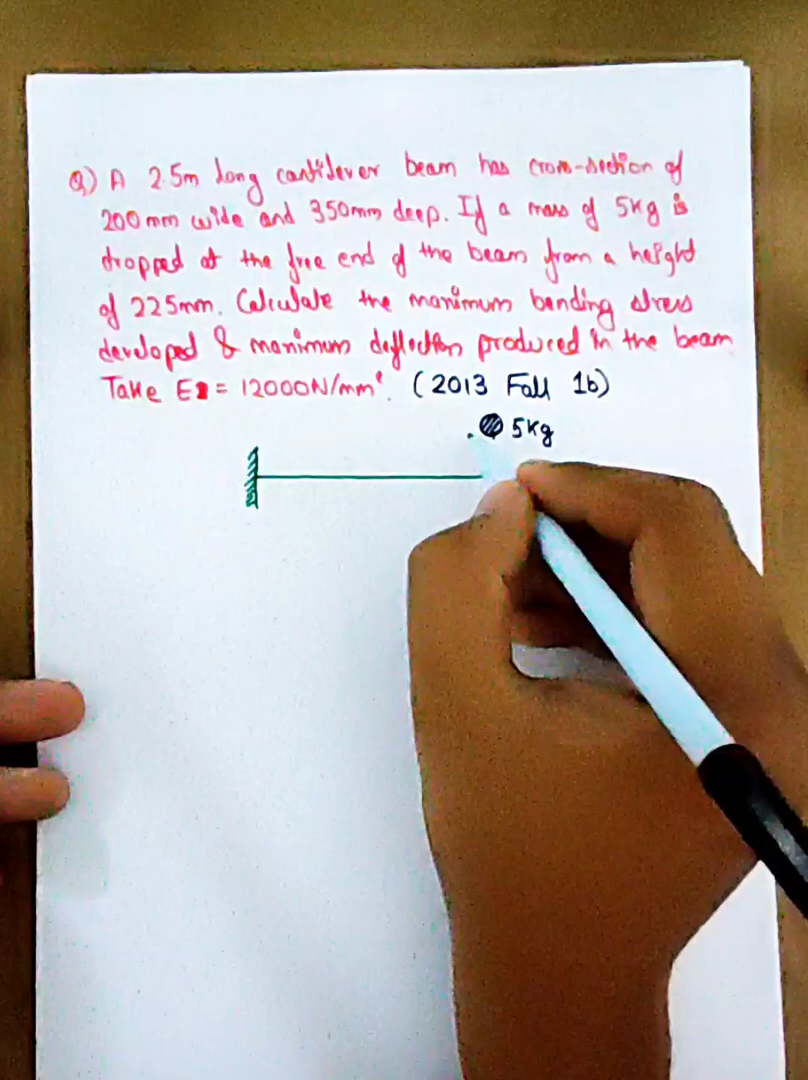 Q) A 2.5m long cantilever beam has cross-section of
200mm wide and 350mm deep. If a mass of 5Kg is
dropped at the free end of the beam from a height
of 225mm. Calculate the maximum bending stress
developed & maximum deflection produced in the beam
Take E = 12000N/mm². (2013 Fall 1b)
5Kg